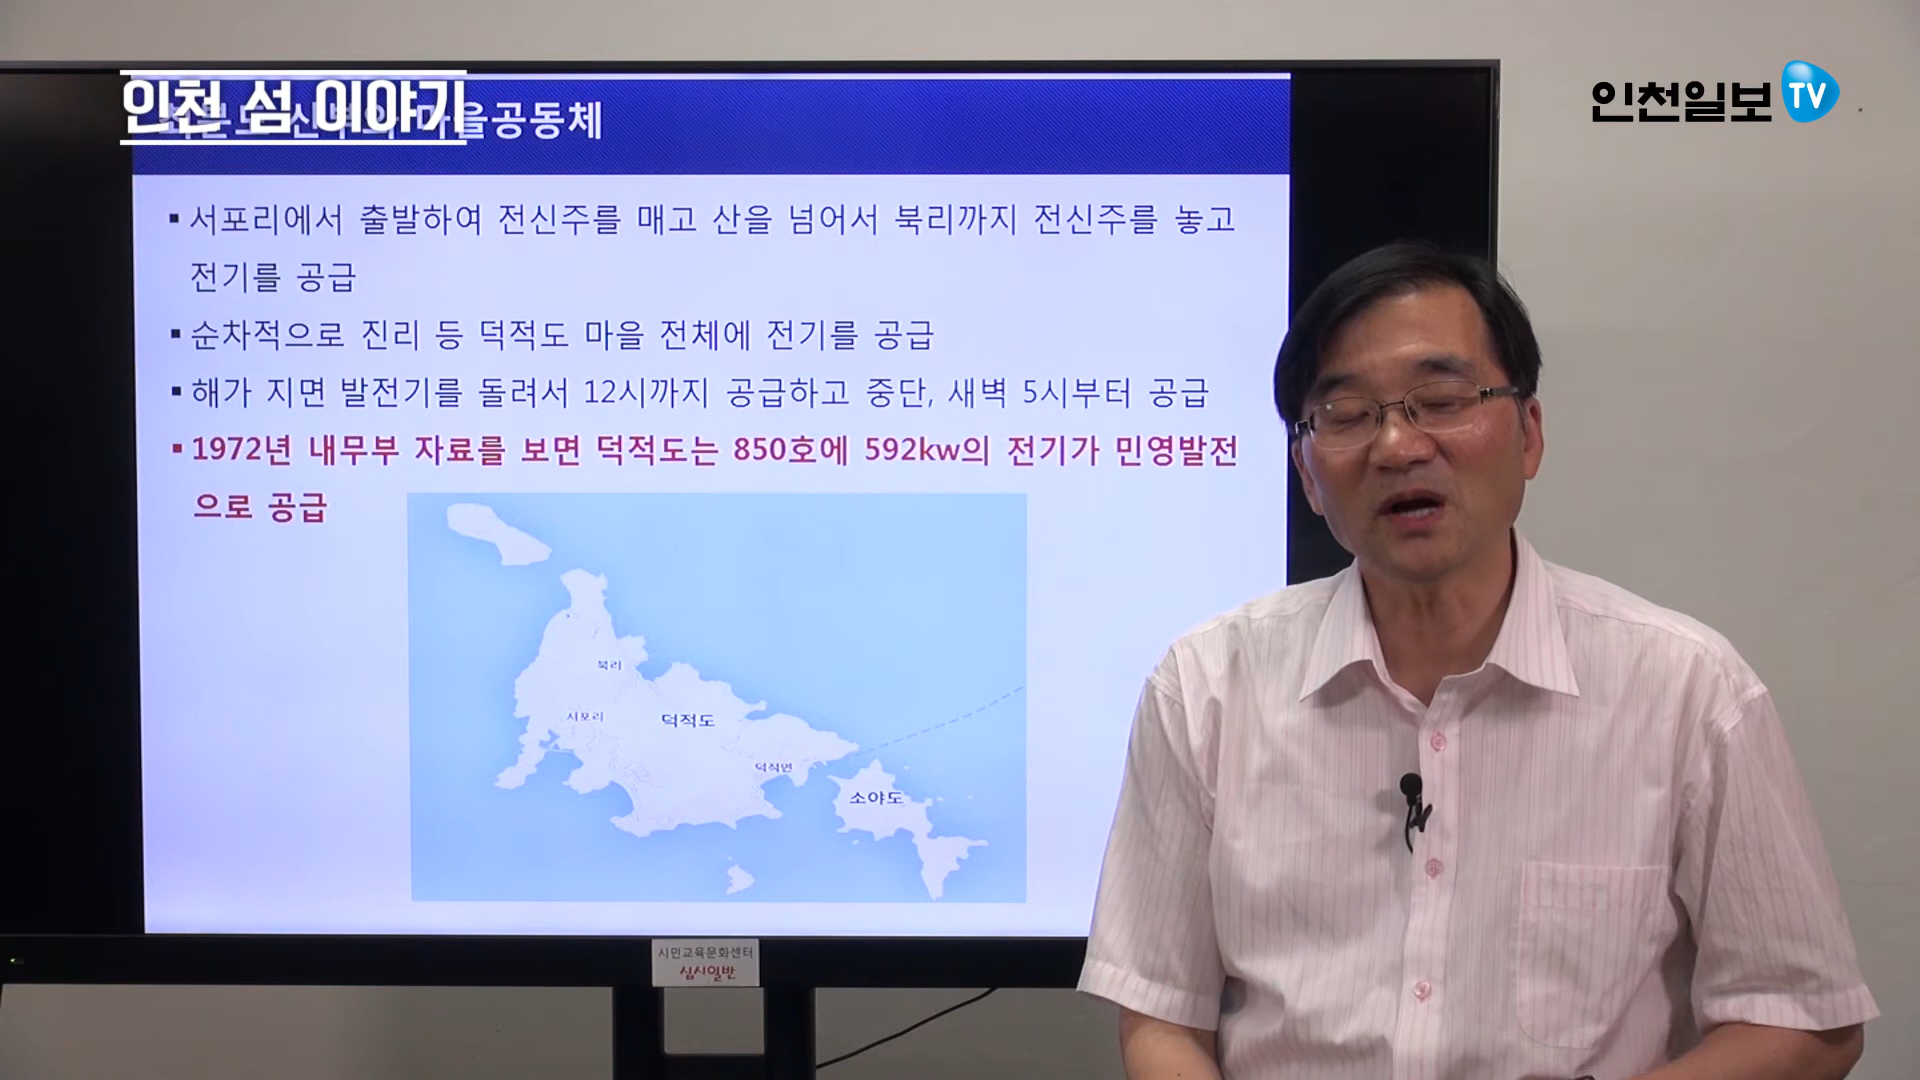 인천 섬 이야기
마을공동체
인천일보 TV
▪ 서포리에서 출발하여 전신주를 매고 산을 넘어서 북리까지 전신주를 놓고
전기를 공급
▪ 순차적으로 진리 등 덕적도 마을 전체에 전기를 공급
▪ 해가 지면 발전기를 돌려서 12시까지 공급하고 중단, 새벽 5시부터 공급
▪ 1972년 내무부 자료를 보면 덕적도는 850호에 592kw의 전기가 민영발전
으로 공급
북리
서포리
덕적도
덕적면
소야도
시민교육문화센터
십시일반